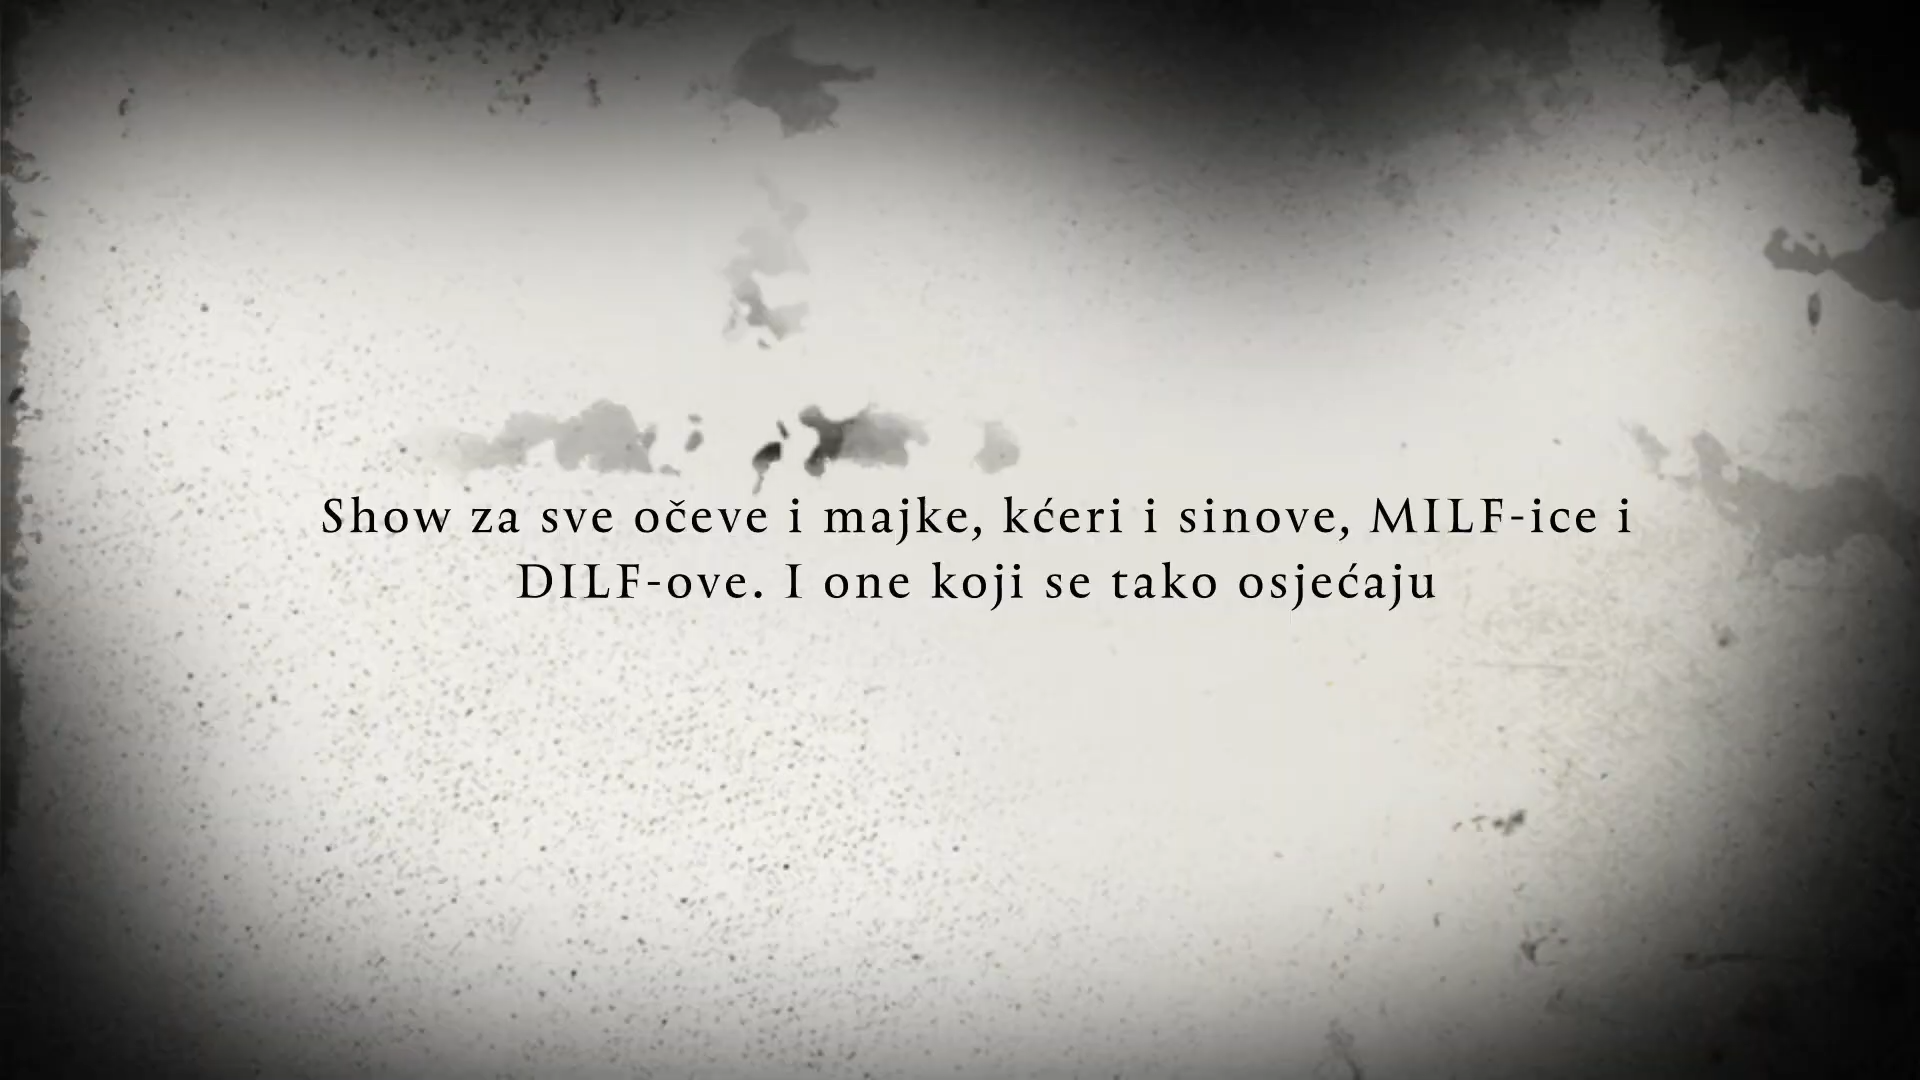 Show za sve očeve i majke, kćeri i sinove, MILF-ice i
DILF-ove. I one koji se tako osjećaju